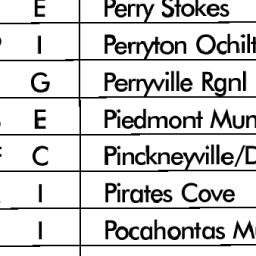 E Perry Stokes
I Perryton Ochilt
G Perryville Rgnl
E Piedmont Mun
C Pinckneyville/D
I Pirates Cove
I Pocahontas M